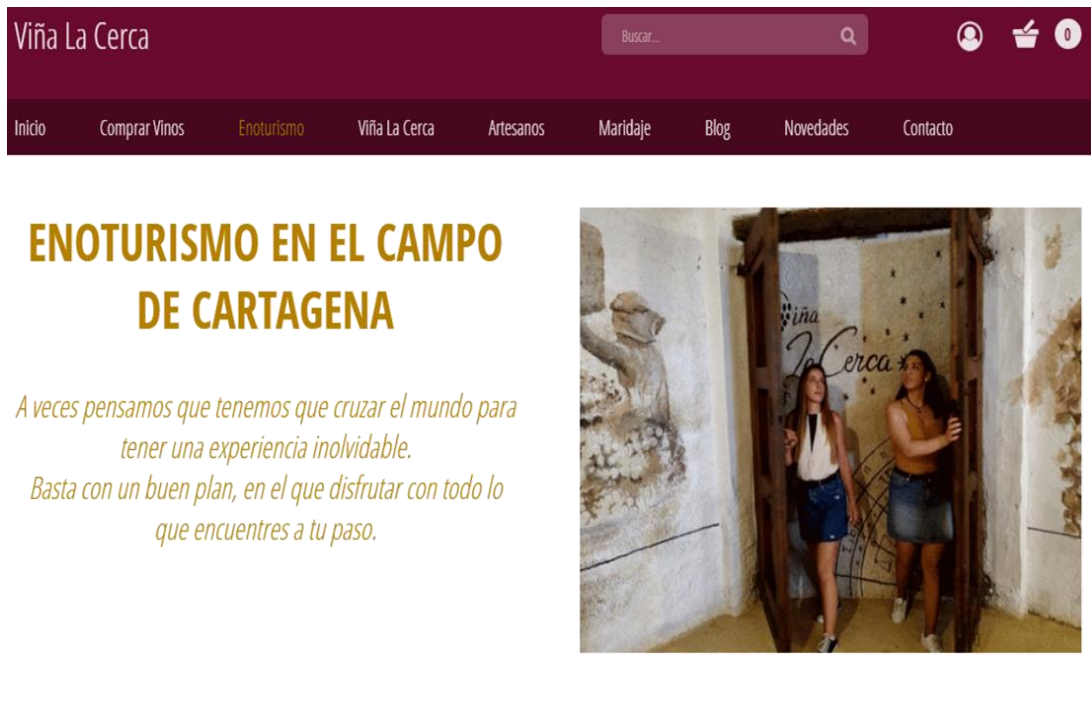 Viña La Cerca
Buscar...
0
Inicio Comprar Vinos Enoturismo Viña La Cerca Artesanos Maridaje Blog Novedades Contacto
ENOTURISMO EN EL CAMPO
DE CARTAGENA
A veces pensamos que tenemos que cruzar el mundo para
tener una experiencia inolvidable.
Basta con un buen plan, en el que disfrutar con todo lo
que encuentres a tu paso.
Viña
La Cerca